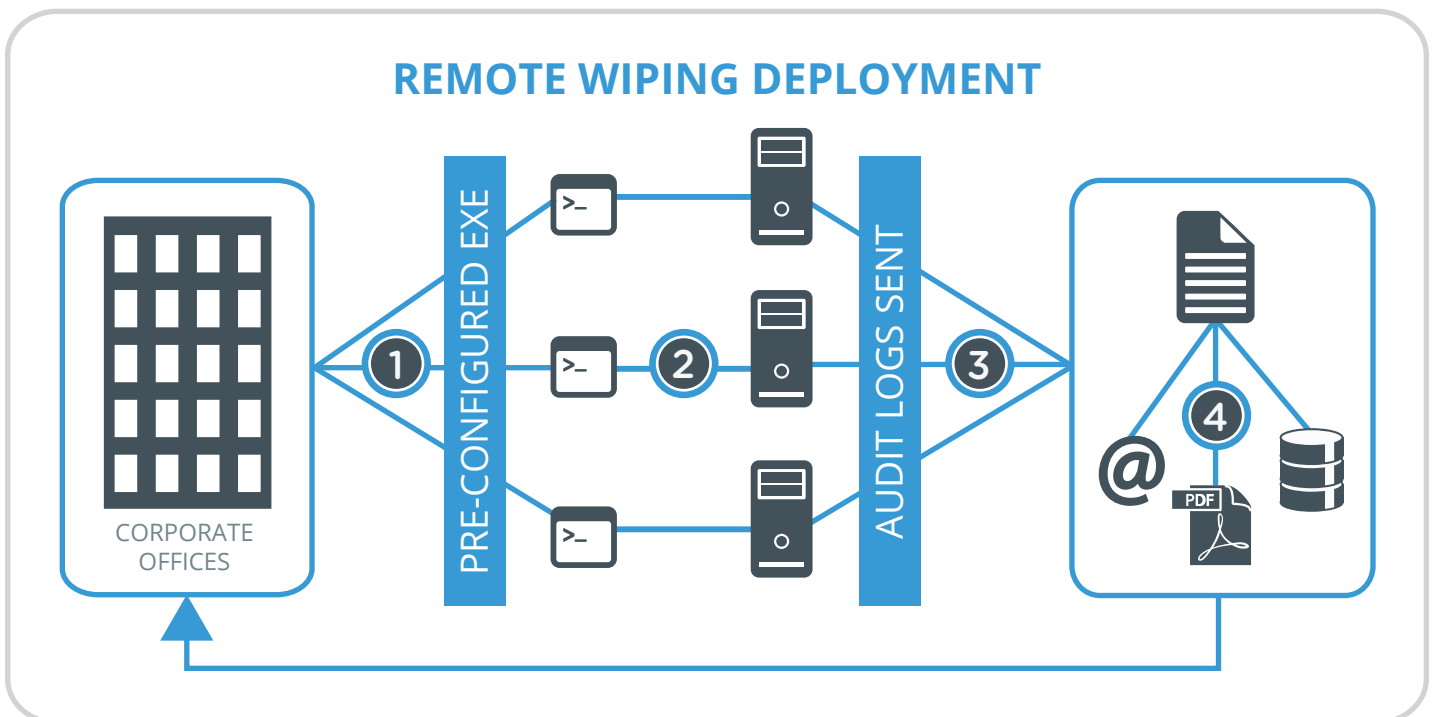 REMOTE WIPING DEPLOYMENT
CORPORATE
OFFICES
1
PRE-CONFIGURED EXE
>_
>_
>_
2
AUDIT LOGS SENT
3
4
@
PDF